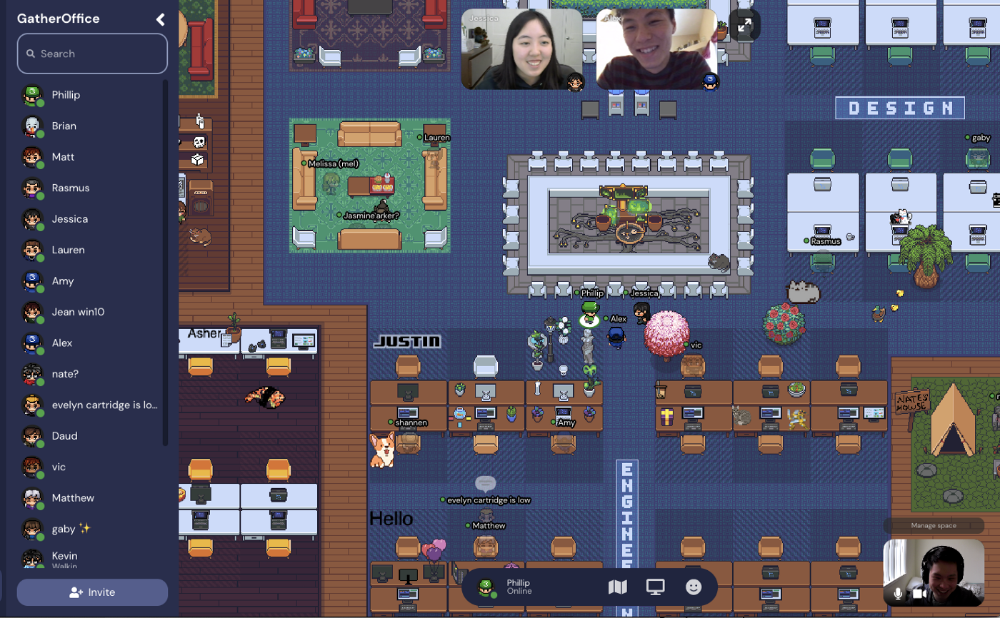 GatherOffice
Search
Phillip
Brian
Matt
Rasmus
Jessica
Lauren
Amy
Jean win10
Alex
nate?
evelyn cartridge is lo...
Daud
vic
Matthew
gaby ✨
Kevin
Walkin
Invite
Jessica
Alex
DESIGN
gaby
Lauren
Melissa (mel)
Jasmine arker?
Rasmus
Phillip
Jessica
Alex
vic
Asher
JUSTIN
shannen
Amy
NATE'S
HOUSE
evelyn cartridge is low
Hello
Matthew
Manage space
Phillip
Online